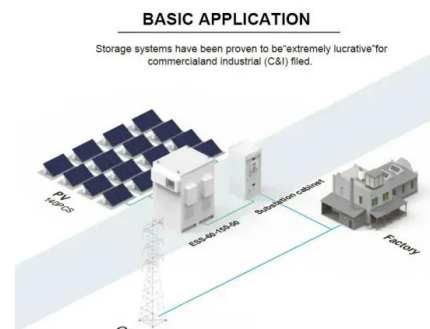 BASIC APPLICATION
Storage systems have been proven to be“extremely lucrative”for
commercialand industrial (C&I) filed.
PV
140PCS
ESS-60-150-50
Substation cabinet
Factory